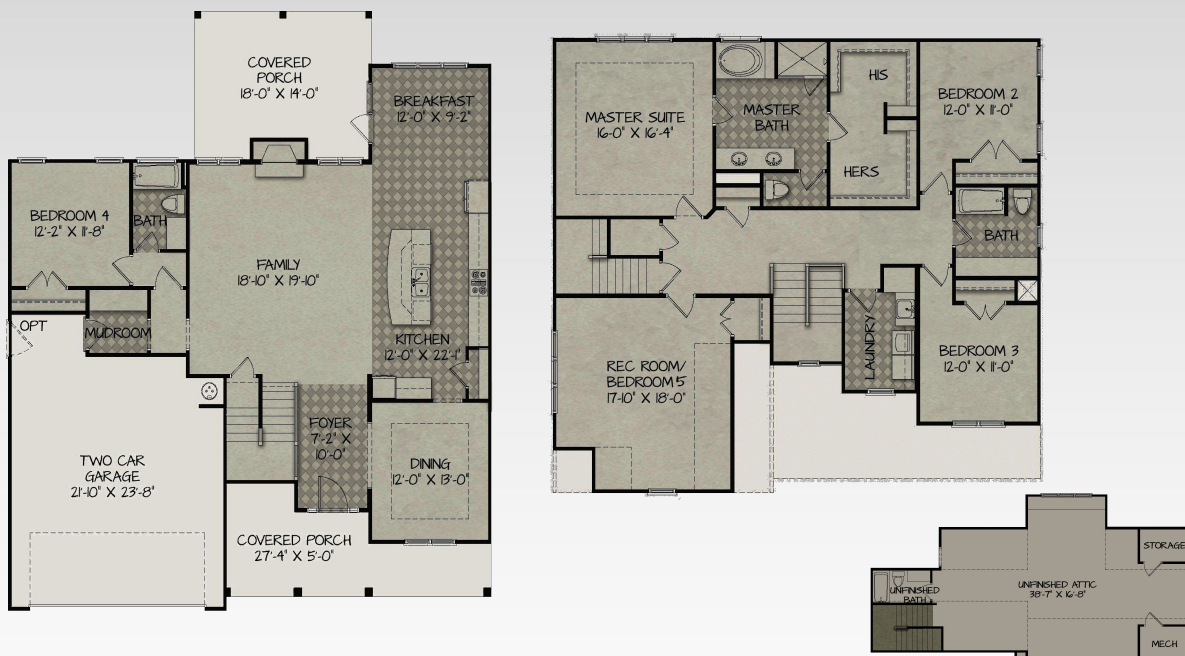 COVERED
PORCH
18'-0" X 14'-0"
BREAKFAST
12'-0" X 9'-2"
BEDROOM 4
12'-2" X 11'-8"
BATH
FAMILY
18'-10" X 19'-10"
OPT
MUDROOM
KITCHEN
12'-0" X 22'-1"
FOYER
7'-2" X
10'-0"
DINING
12'-0" X 13'-0"
TWO CAR
GARAGE
21'-10" X 23'-8"
COVERED PORCH
27'-4" X 5'-0"
MASTER SUITE
16'-0" X 16'-4"
MASTER
BATH
HIS
HERS
BEDROOM 2
12'-0" X 11'-0"
BATH
REC ROOM/
BEDROOM 5
17'-10" X 18'-0"
LAUNDRY
BEDROOM 3
12'-0" X 11'-0"
STORAGE
UNFINISHED
BATH
UNFINISHED ATTIC
38'-7" X 16'-8"
MECH